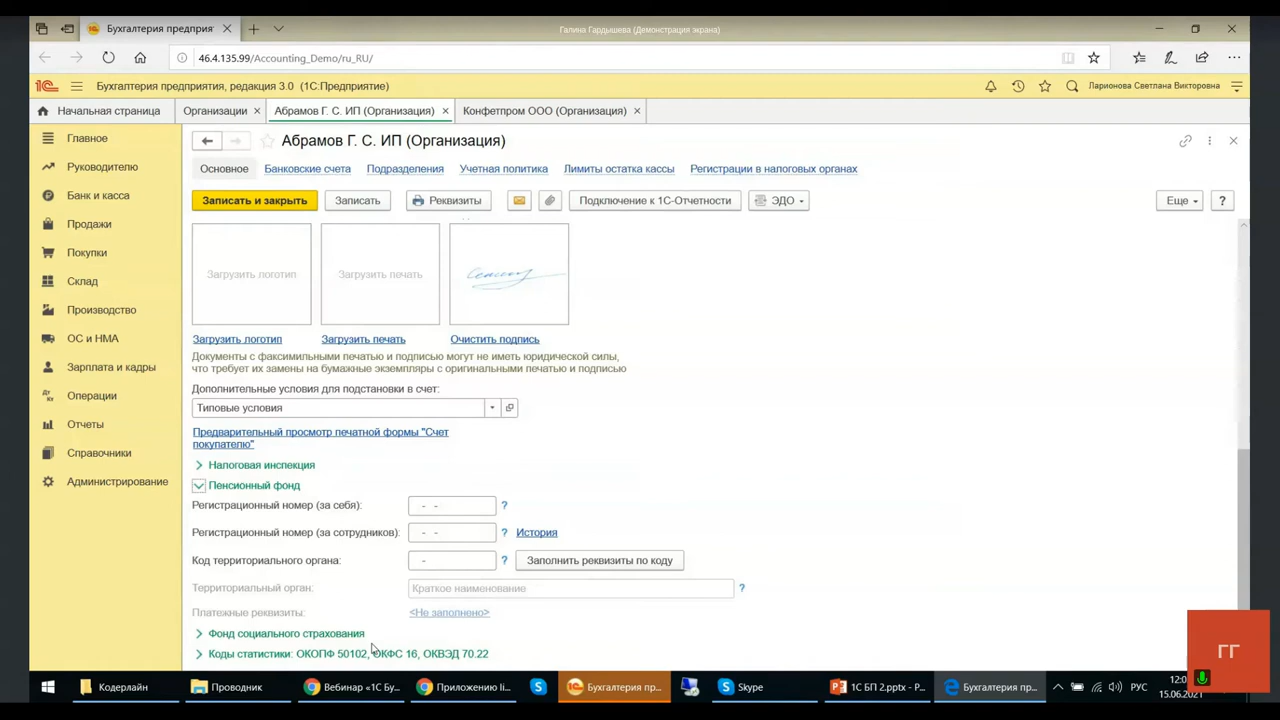 Бухгалтерия предприят
Галина Гардышева (Демонстрация экрана)
46.4.135.99/Accounting_Demo/ru_RU/
1С Бухгалтерия предприятия, редакция 3.0 (1С:Предприятие)
Ларионова Светлана Викторовна
Начальная страница Организации Абрамов Г. С. ИП (Организация) Конфетпром ООО (Организация)
Главное
Руководителю
Банк и касса
Продажи
Покупки
Склад
Производство
ОС и НМА
Зарплата и кадры
Дт Кт Операции
Отчеты
Справочники
Администрирование
Абрамов Г. С. ИП (Организация)
Основное Банковские счета Подразделения Учетная политика Лимиты остатка кассы Регистрации в налоговых органах
Записать и закрыть Записать Реквизиты Подключение к 1С-Отчетности ЭДО Еще ?
Загрузить логотип Загрузить печать
Загрузить логотип Загрузить печать Очистить подпись
Документы с факсимильными печатью и подписью могут не иметь юридической силы,
что требует их замены на бумажные экземпляры с оригинальными печатью и подписью
Дополнительные условия для подстановки в счет:
Типовые условия
Предварительный просмотр печатной формы "Счет
покупателю"
Налоговая инспекция
Пенсионный фонд
Регистрационный номер (за себя): - - ?
Регистрационный номер (за сотрудников): - - ? История
Код территориального органа: - ? Заполнить реквизиты по коду
Территориальный орган: Краткое наименование ?
Платежные реквизиты: <Не заполнено>
Фонд социального страхования
Коды статистики: ОКОПФ 50102, ОКФС 16, ОКВЭД 70.22
ГГ
Кодерлайн Проводник Вебинар «1С Бу... Приложению li... Бухгалтерия пр... Skype 1С БП 2.pptx - P... Бухгалтерия пр... РУС
15.06.2021